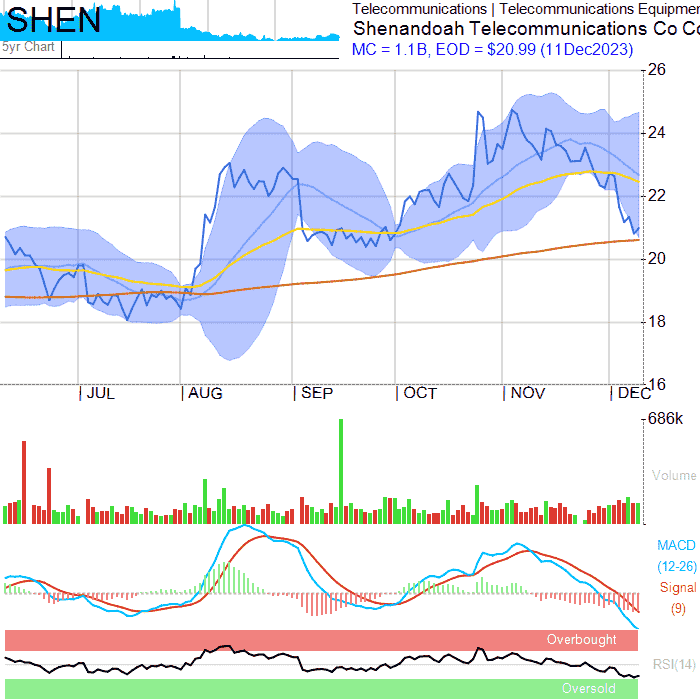 SHEN
Telecommunications | Telecommunications Equipmen
Shenandoah Telecommunications Co Co
5yr Chart
MC = 1.1B, EOD = $20.99 (11Dec2023)
26
24
22
20
18
16
| JUL | AUG | SEP | OCT | NOV | DEC
686k
Volume
MACD
(12-26)
Signal
(9)
Overbought
RSI(14)
Oversold